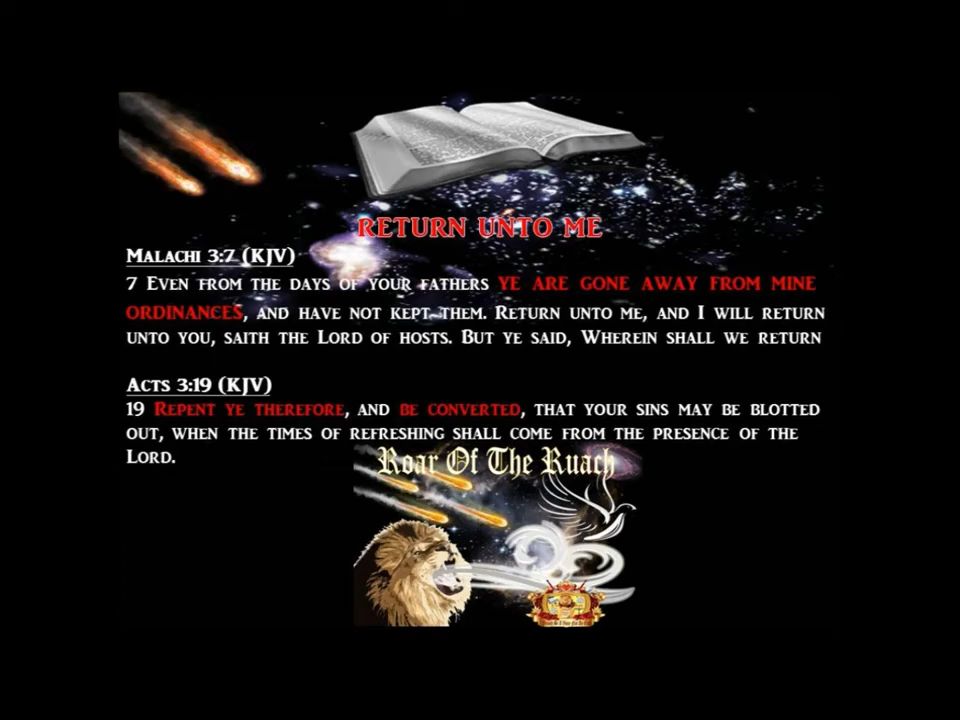 RETURN UNTO ME
MALACHI 3:7 (KJV)
7 EVEN FROM THE DAYS OF YOUR FATHERS YE ARE GONE AWAY FROM MINE
ORDINANCES, AND HAVE NOT KEPT THEM. RETURN UNTO ME, AND I WILL RETURN
UNTO YOU, SAITH THE LORD OF HOSTS. BUT YE SAID, WHEREIN SHALL WE RETURN
ACTS 3:19 (KJV)
19 REPENT YE THEREFORE, AND BE CONVERTED, THAT YOUR SINS MAY BE BLOTTED
OUT, WHEN THE TIMES OF REFRESHING SHALL COME FROM THE PRESENCE OF THE
LORD.
Roar Of The Ruach